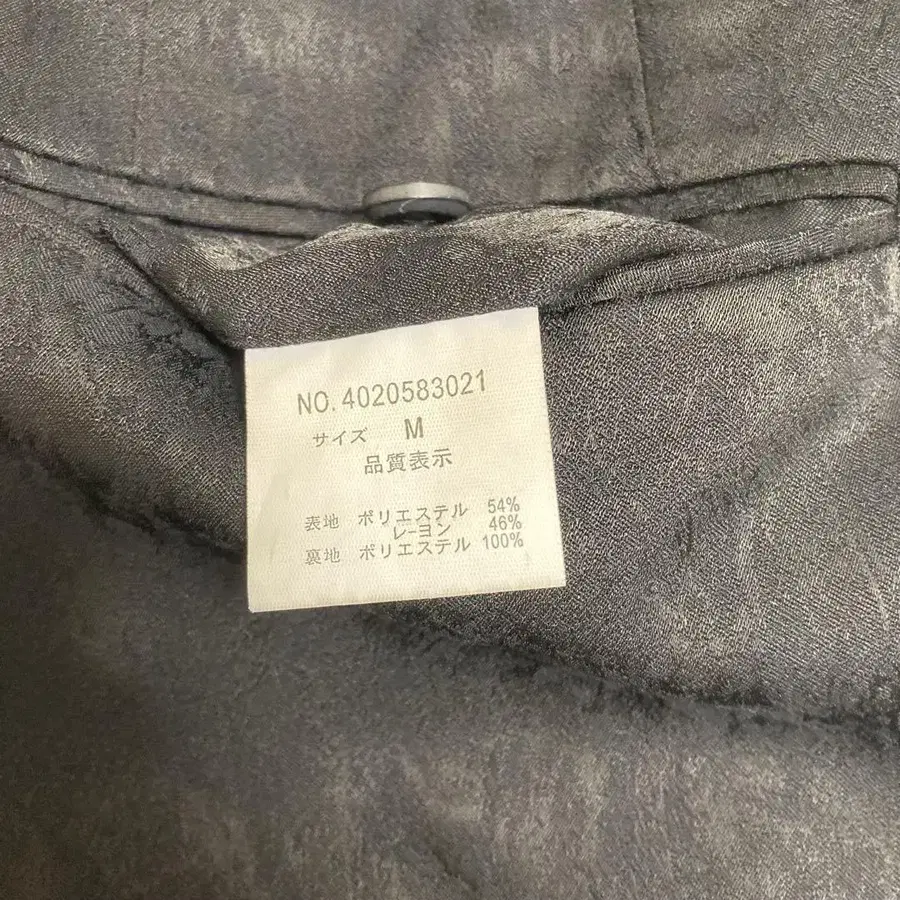 NO. 4020583021
サイズ M
品質表示
表地 ポリエステル 54%
レーヨン 46%
裏地 ポリエステル 100%